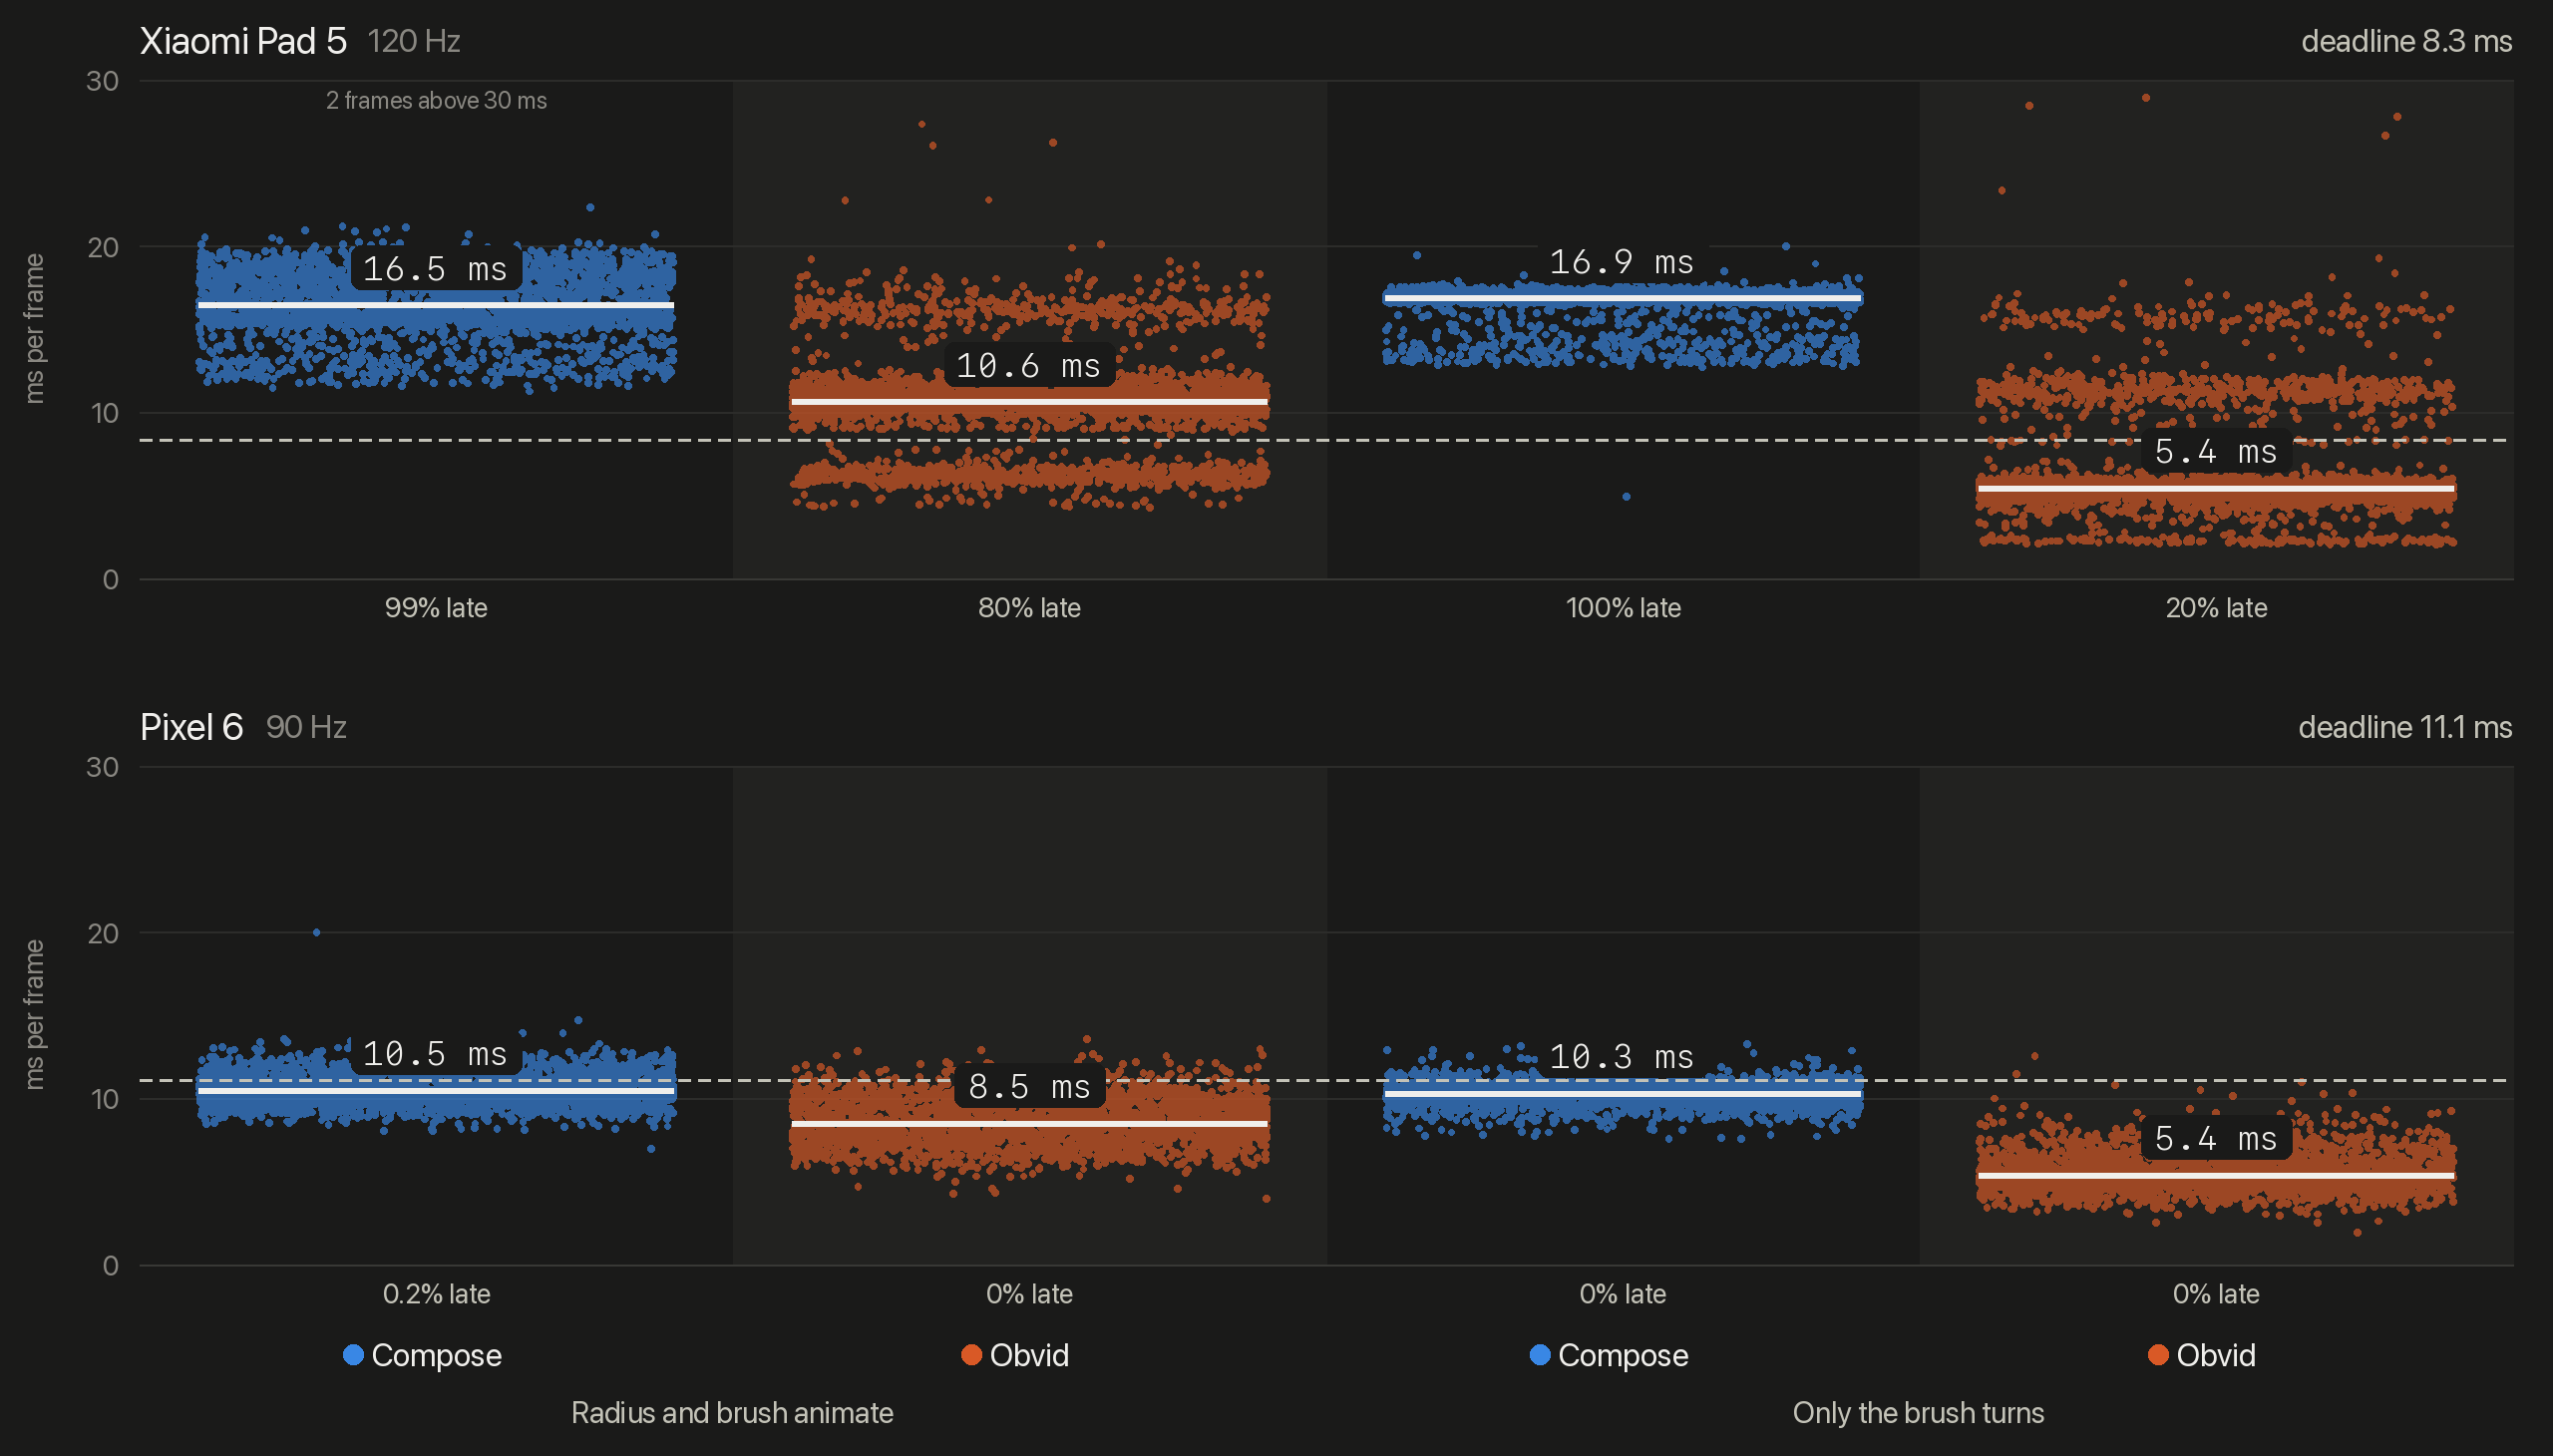 Xiaomi Pad 5 120 Hz deadline 8.3 ms
30
2 frames above 30 ms
20
16.5 ms
16.9 ms
10.6 ms
ms per frame
10
5.4 ms
0
99% late 80% late 100% late 20% late
Pixel 6 90 Hz deadline 11.1 ms
30
20
10.5 ms
10.3 ms
8.5 ms
ms per frame
10
5.4 ms
0
0.2% late 0% late 0% late 0% late
Compose Obvid Compose Obvid
Radius and brush animate Only the brush turns